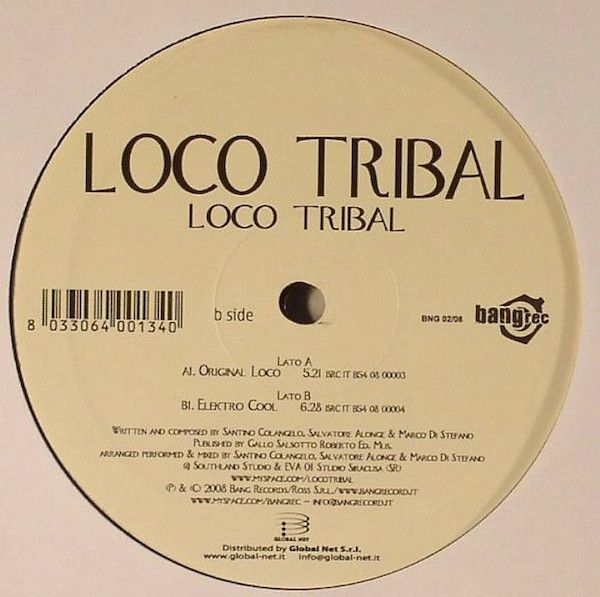 LOCO TRIBAL
LOCO TRIBAL
8 033064 001340
b side
BNG 02/08 bangrec
LATO A
A1. ORIGINAL LOCO 5.21 ISRC IT BS4 08 00003
LATO B
B1. ELEKTRO COOL 6.28 ISRC IT BS4 08 00004
WRITTEN AND COMPOSED BY SANTINO COLANGELO, SALVATORE ALONGE & MARCO DI STEFANO
PUBLISHED BY GALLO SALSOTTO ROBERTO ED. MUS.
ARRANGED PERFORMED & MIXED BY SANTINO COLANGELO, SALVATORE ALONGE & MARCO DI STEFANO
@ SOUTHLAND STUDIO & EVA 01 STUDIO SIRACUSA (SR)
WWW.MYSPACE.COM/LOCOTRIBAL
(P) & (C) 2008 BANG RECORDS/ROSS S.R.L./WWW.BANGRECORD.IT
WWW.MYSPACE.COM/BANGREC - INFO@BANGRECORD.IT
GLOBAL NET
Distributed by Global Net S.r.l.
www.global-net.it info@global-net.it